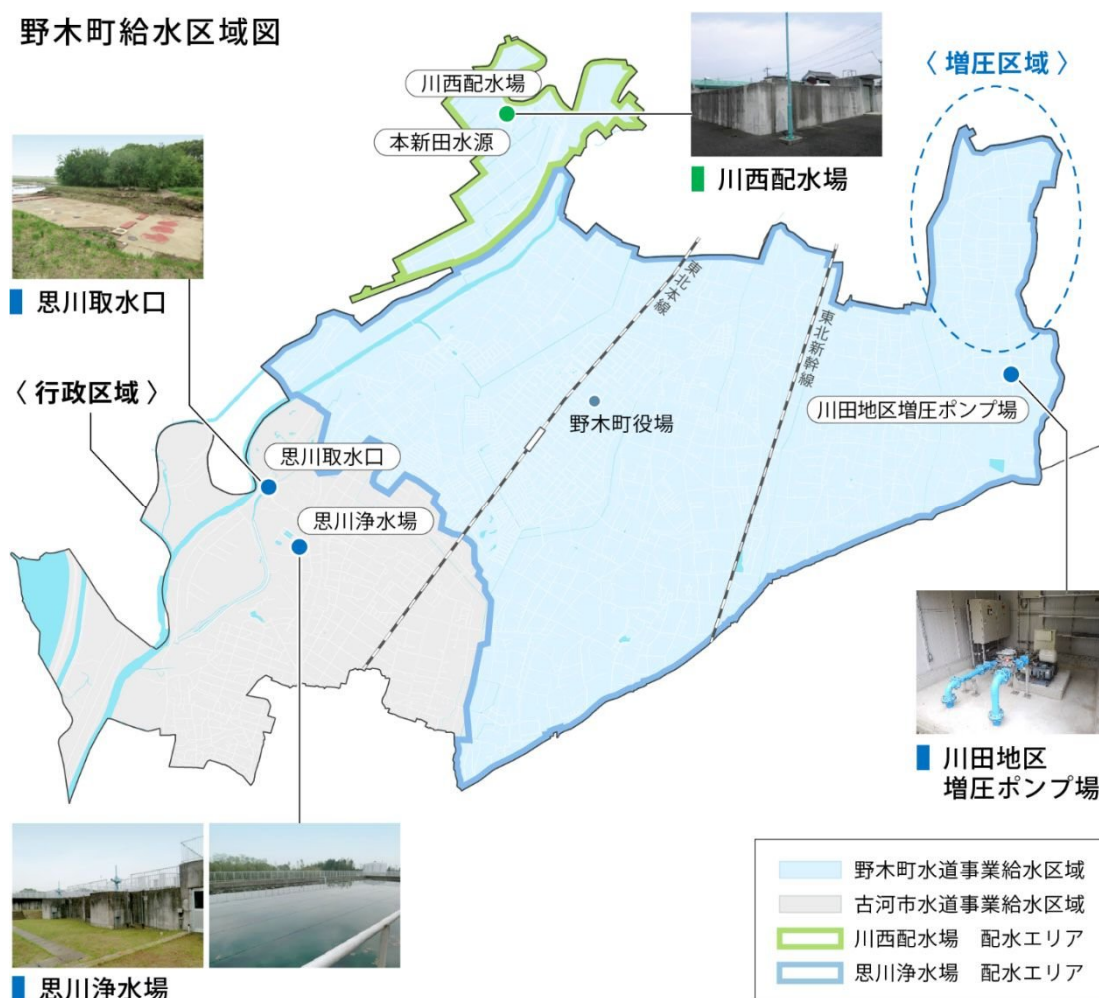 野木町給水区域図
〈 増圧区域 〉
川西配水場
本新田水源
川西配水場
思川取水口
東北本線
東北新幹線
〈 行政区域 〉
野木町役場
川田地区増圧ポンプ場
思川取水口
思川浄水場
川田地区
増圧ポンプ場
野木町水道事業給水区域
古河市水道事業給水区域
川西配水場　配水エリア
思川浄水場　配水エリア
思川浄水場